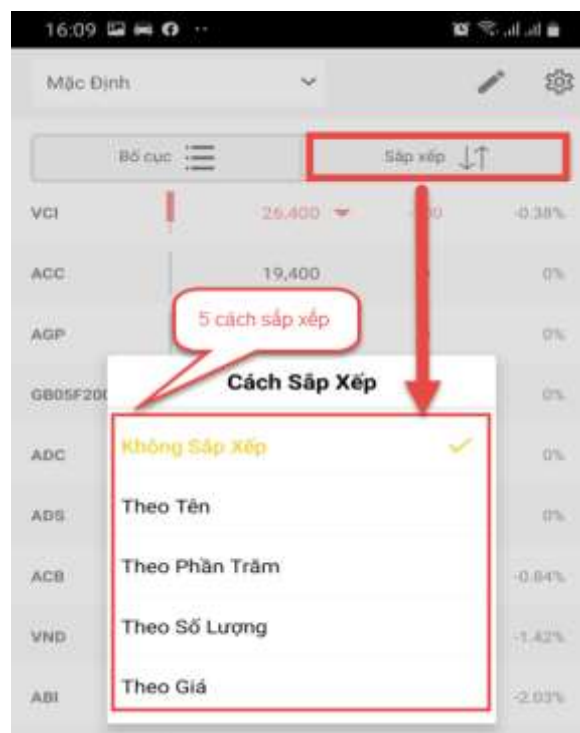 16:09
Mặc Định
Bố cục Sắp xếp
VCI 26,400 -0.38%
ACC 19,400 0%
5 cách sắp xếp
AGP 0%
Cách Sắp Xếp
GB05F200 0%
Không Sắp Xếp
ADC 0%
Theo Tên
ADS 0%
Theo Phần Trăm
ACB -0.84%
Theo Số Lượng
VND -1.42%
Theo Giá
ABI -2.03%